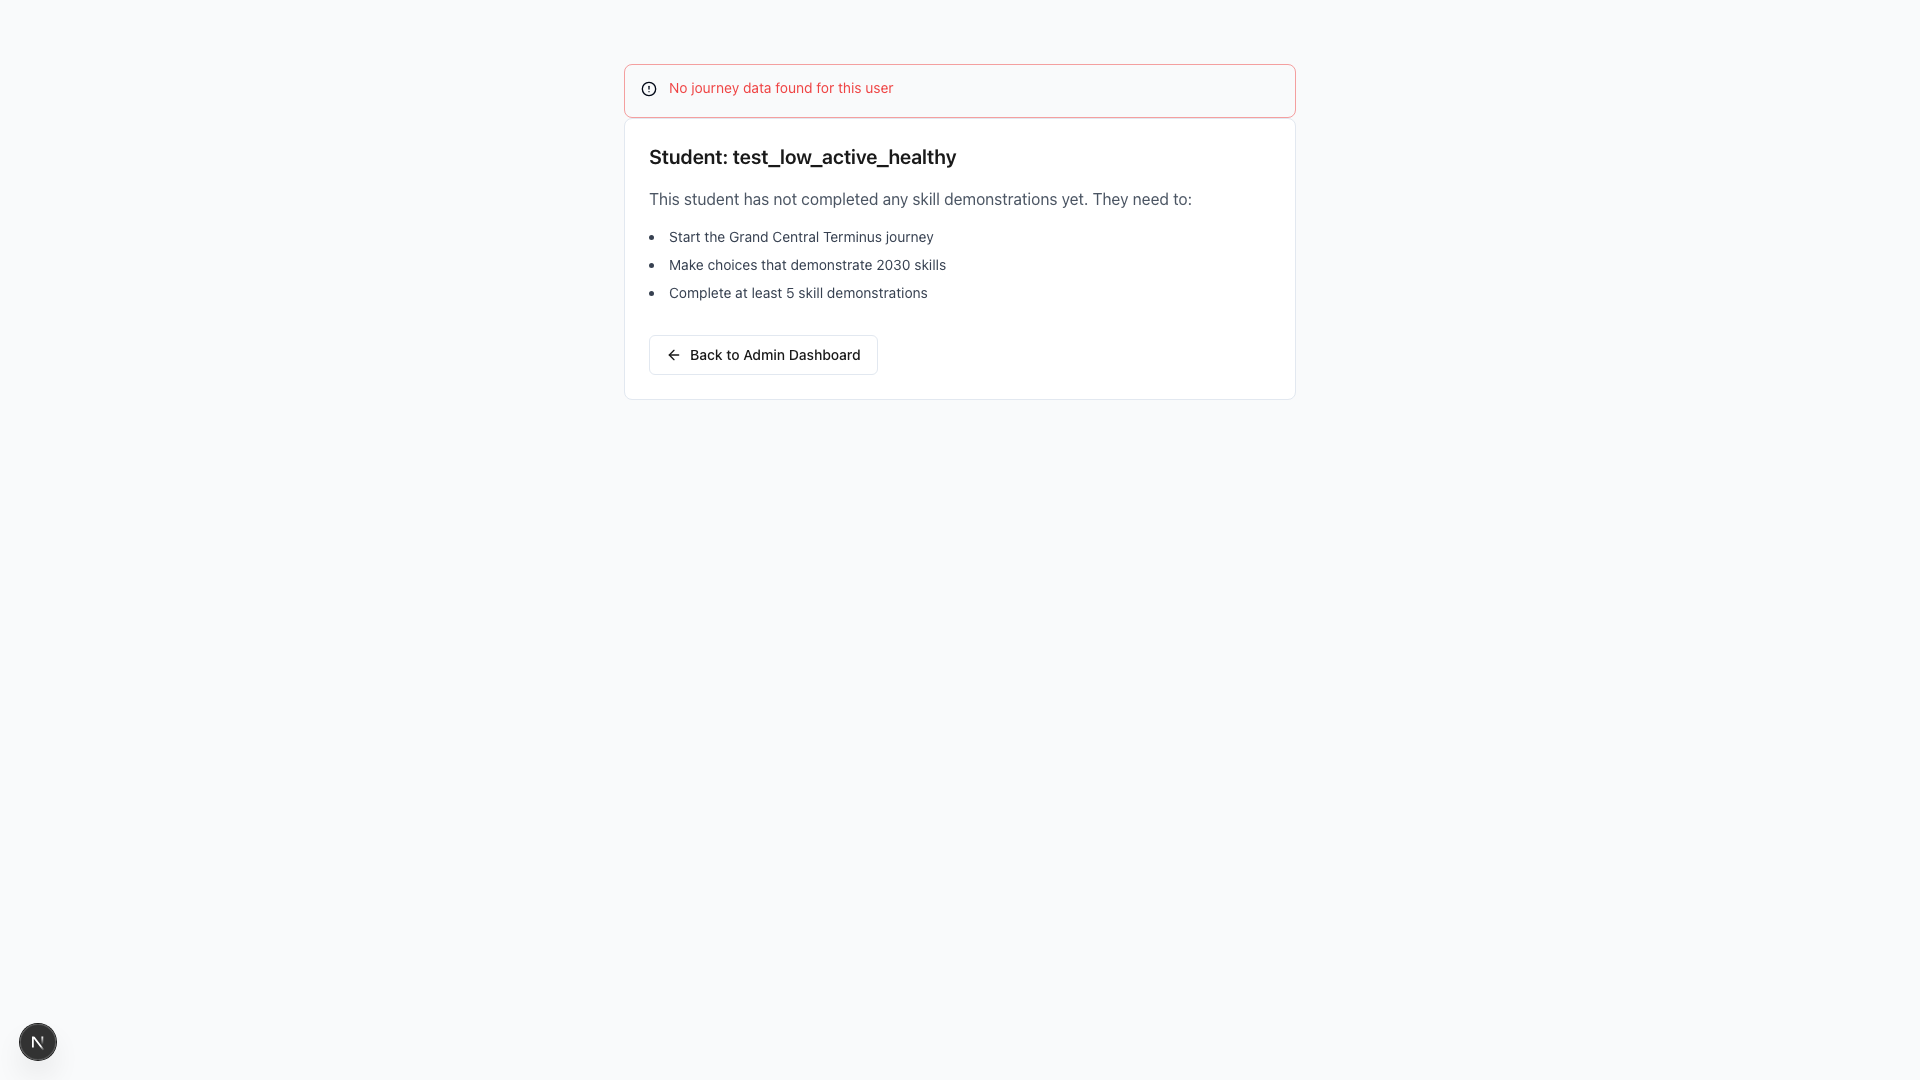 No journey data found for this user
Student: test_low_active_healthy
This student has not completed any skill demonstrations yet. They need to:
Start the Grand Central Terminus journey
Make choices that demonstrate 2030 skills
Complete at least 5 skill demonstrations
Back to Admin Dashboard
N